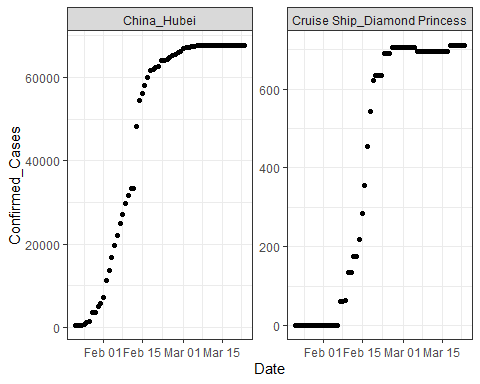 China_Hubei
Cruise Ship_Diamond Princess
Confirmed_Cases
60000
40000
20000
0
600
400
200
0
Feb 01 Feb 15 Mar 01 Mar 15
Feb 01 Feb 15 Mar 01 Mar 15
Date